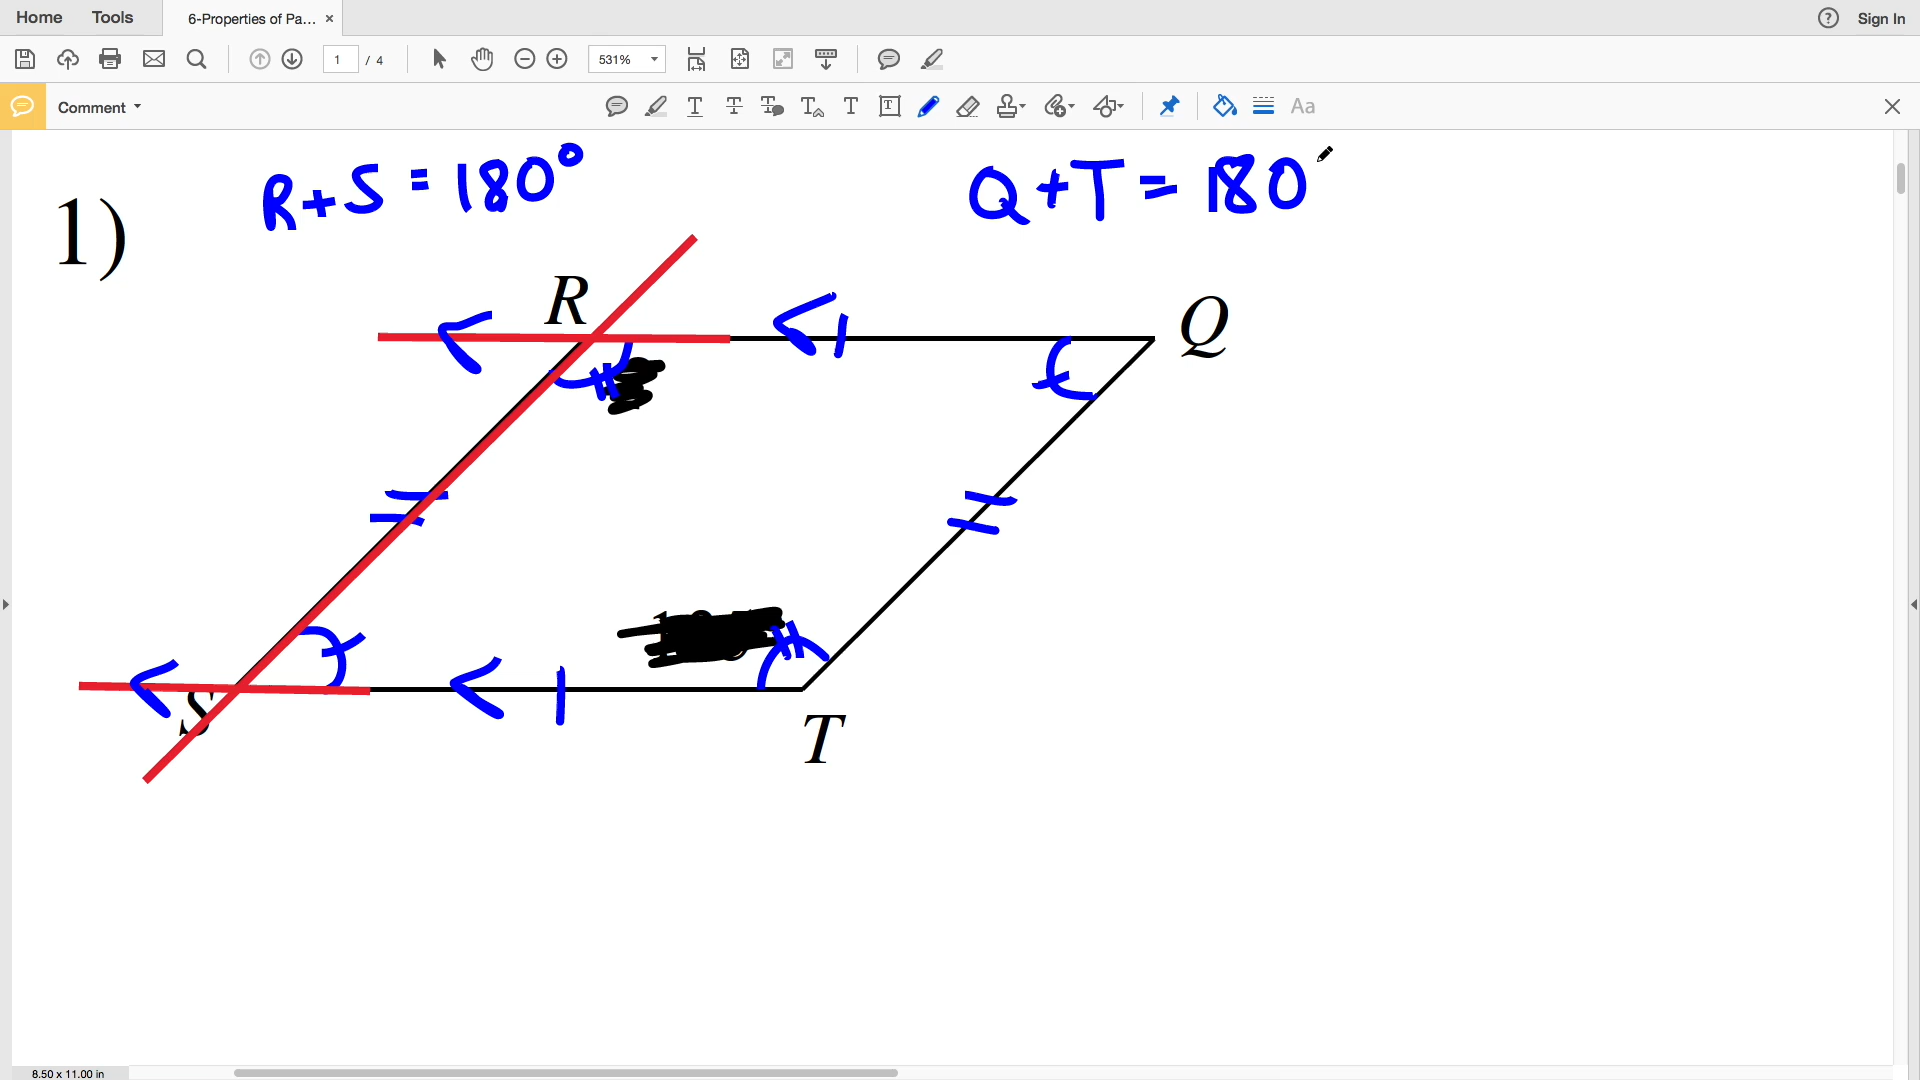 Home Tools 6-Properties of Pa... × ? Sign In
1 / 4 531%
Comment
R+S = 180°
Q+T = 180
1)
R
Q
S
T
8.50 x 11.00 in